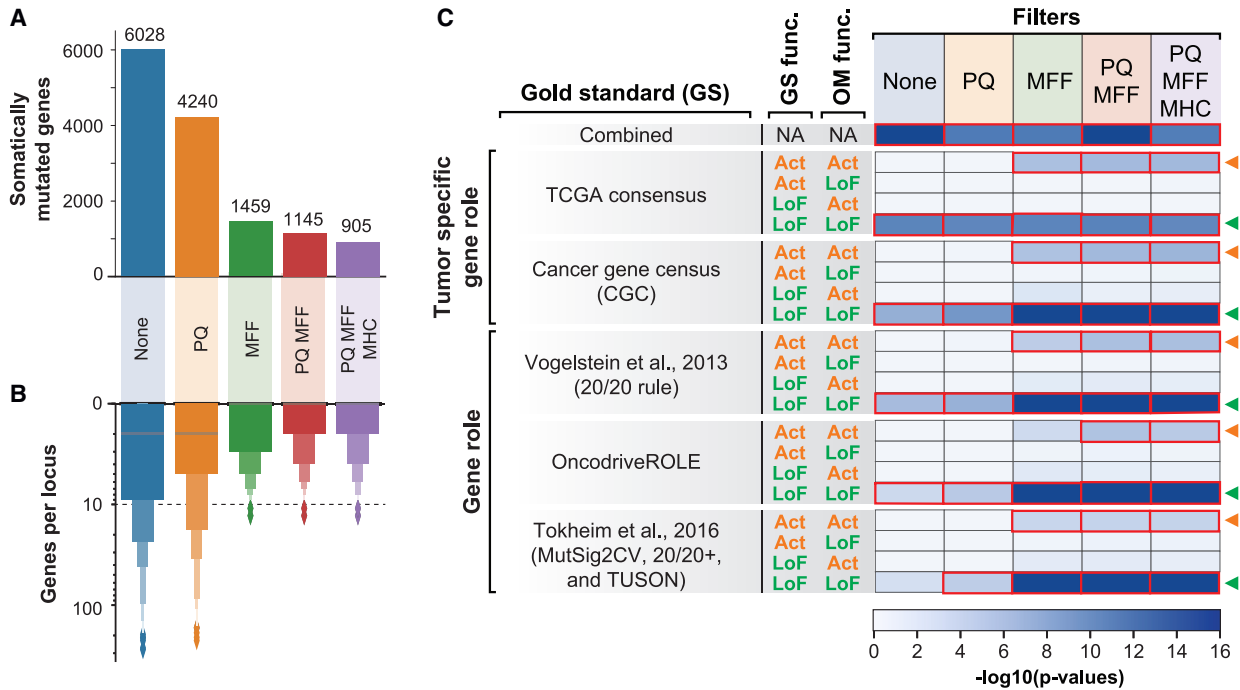 A
Somatically
mutated genes
6000
4000
2000
0
6028
4240
1459
1145
905
None
PQ
MFF
PQ MFF
PQ MFF
MHC
B
Genes per locus
0
10
100
C
Filters
Gold standard (GS)
GS func.
OM func.
None
PQ
MFF
PQ
MFF
PQ
MFF
MHC
Combined
NA NA
Tumor specific
gene role
TCGA consensus
Act Act
Act LoF
LoF Act
LoF LoF
Cancer gene census
(CGC)
Act Act
Act LoF
LoF Act
LoF LoF
Gene role
Vogelstein et al., 2013
(20/20 rule)
Act Act
Act LoF
LoF Act
LoF LoF
OncodriveROLE
Act Act
Act LoF
LoF Act
LoF LoF
Tokheim et al., 2016
(MutSig2CV, 20/20+,
and TUSON)
Act Act
Act LoF
LoF Act
LoF LoF
0 2 4 6 8 10 12 14 16
-log10(p-values)